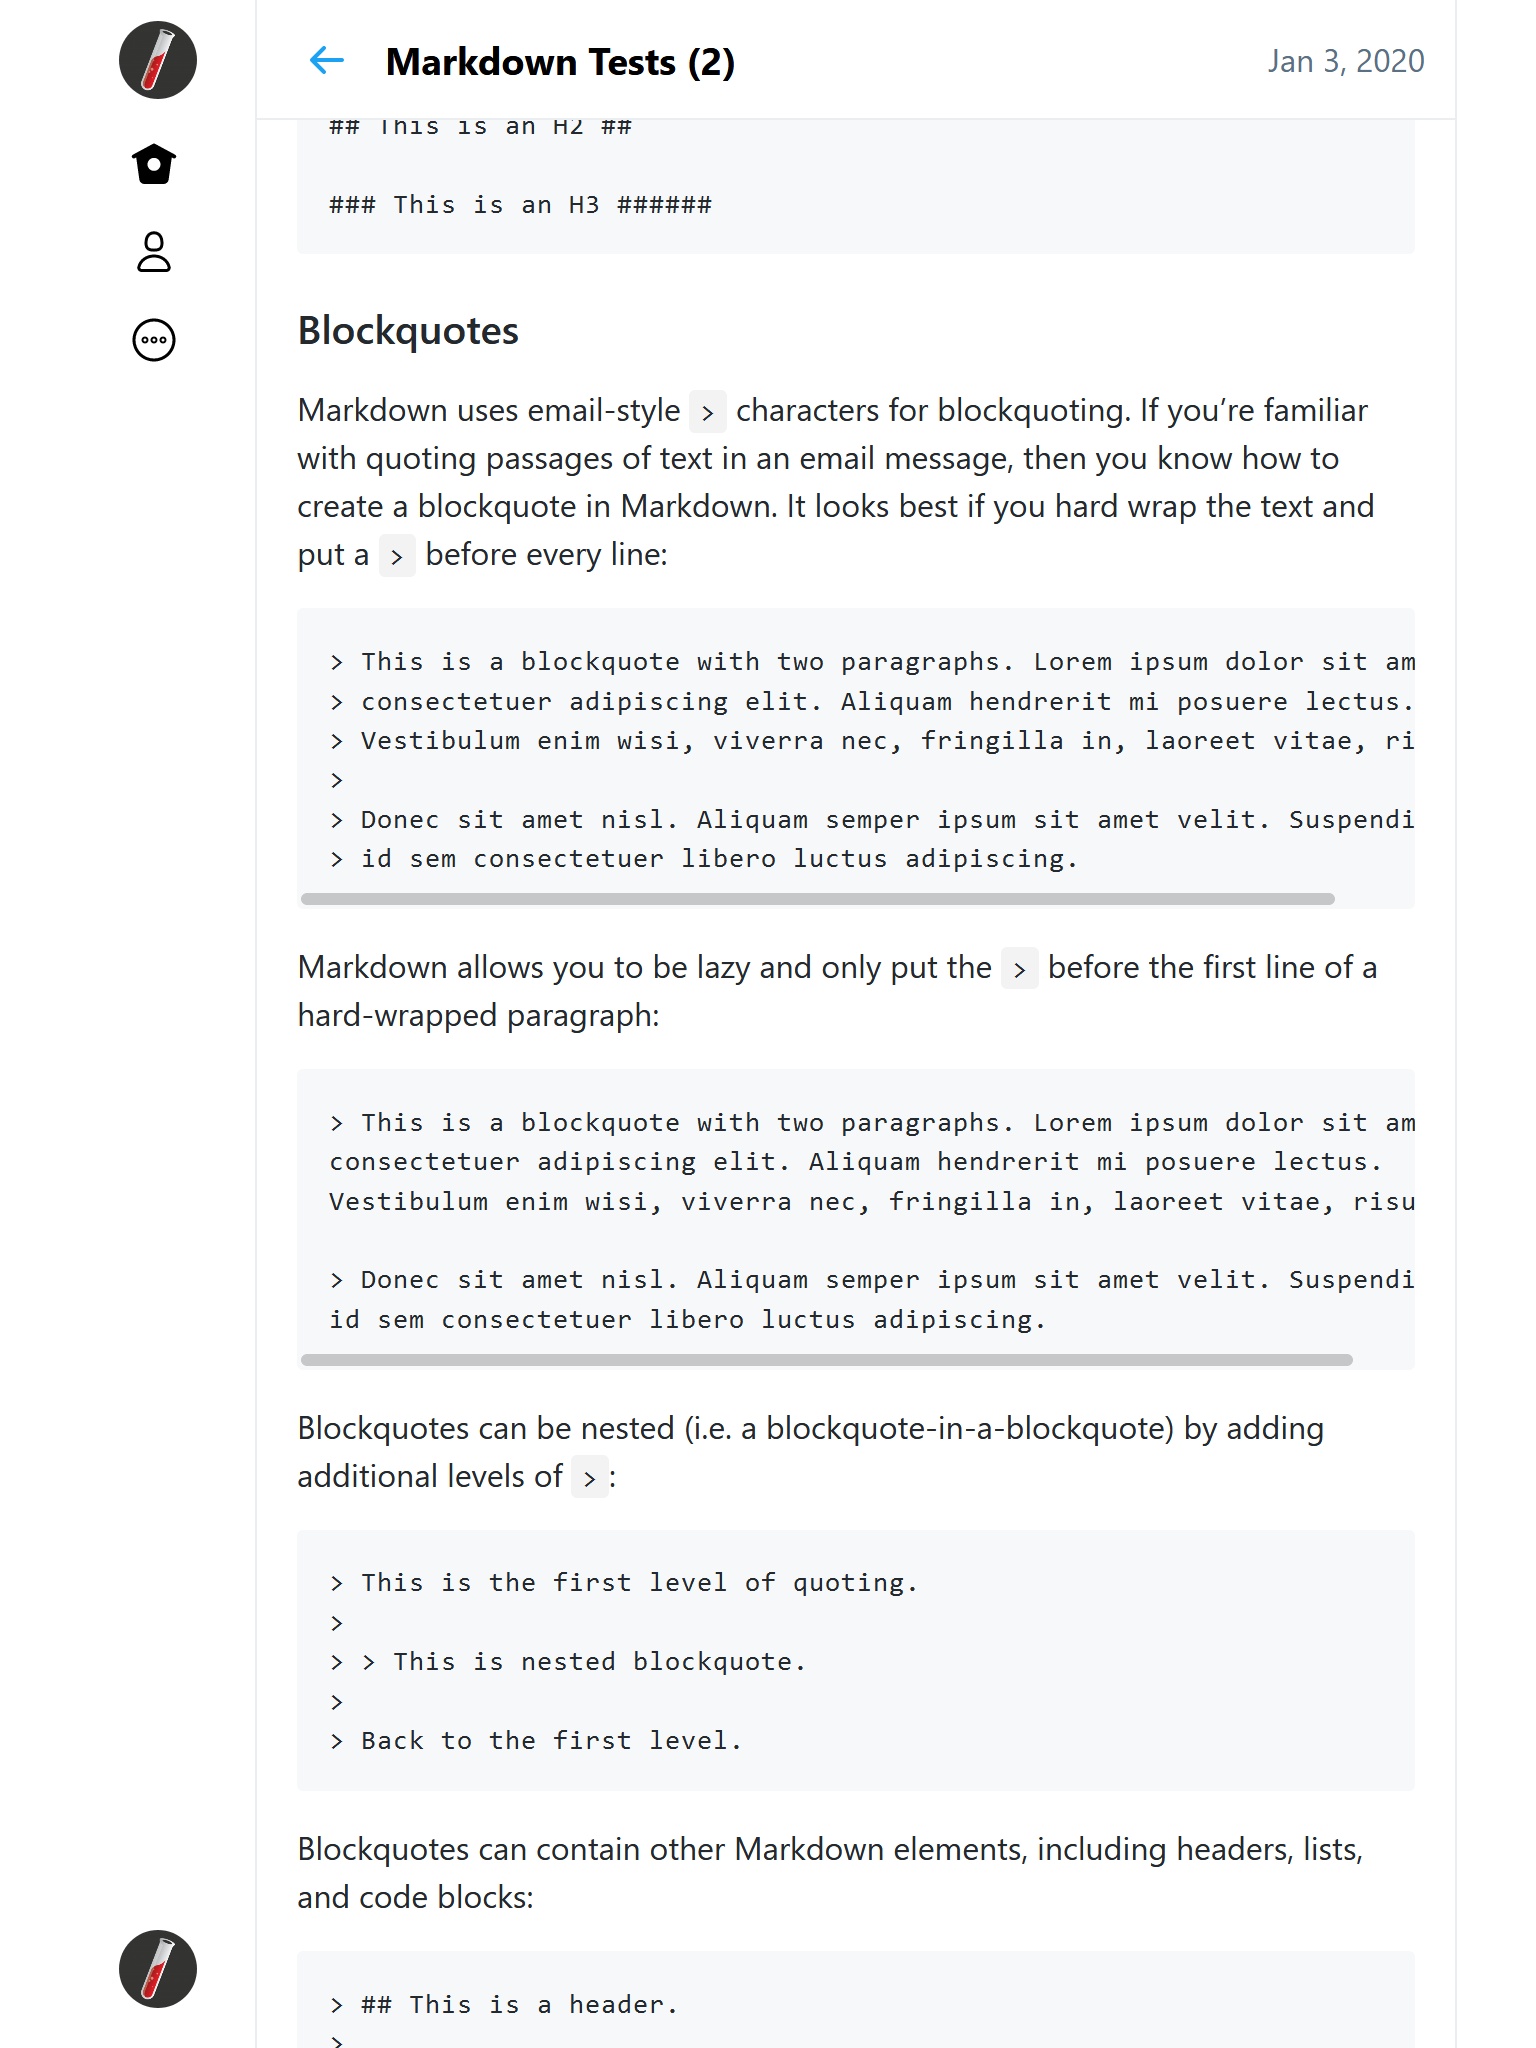 Markdown Tests (2)
Jan 3, 2020
## This is an H2 ##
### This is an H3 ######
Blockquotes
Markdown uses email-style > characters for blockquoting. If you’re familiar
with quoting passages of text in an email message, then you know how to
create a blockquote in Markdown. It looks best if you hard wrap the text and
put a > before every line:
> This is a blockquote with two paragraphs. Lorem ipsum dolor sit am
> consectetuer adipiscing elit. Aliquam hendrerit mi posuere lectus.
> Vestibulum enim wisi, viverra nec, fringilla in, laoreet vitae, ri
>
> Donec sit amet nisl. Aliquam semper ipsum sit amet velit. Suspendi
> id sem consectetuer libero luctus adipiscing.
Markdown allows you to be lazy and only put the > before the first line of a
hard-wrapped paragraph:
> This is a blockquote with two paragraphs. Lorem ipsum dolor sit am
consectetuer adipiscing elit. Aliquam hendrerit mi posuere lectus.
Vestibulum enim wisi, viverra nec, fringilla in, laoreet vitae, risu
> Donec sit amet nisl. Aliquam semper ipsum sit amet velit. Suspendi
id sem consectetuer libero luctus adipiscing.
Blockquotes can be nested (i.e. a blockquote-in-a-blockquote) by adding
additional levels of >:
> This is the first level of quoting.
>
> > This is nested blockquote.
>
> Back to the first level.
Blockquotes can contain other Markdown elements, including headers, lists,
and code blocks:
> ## This is a header.
>